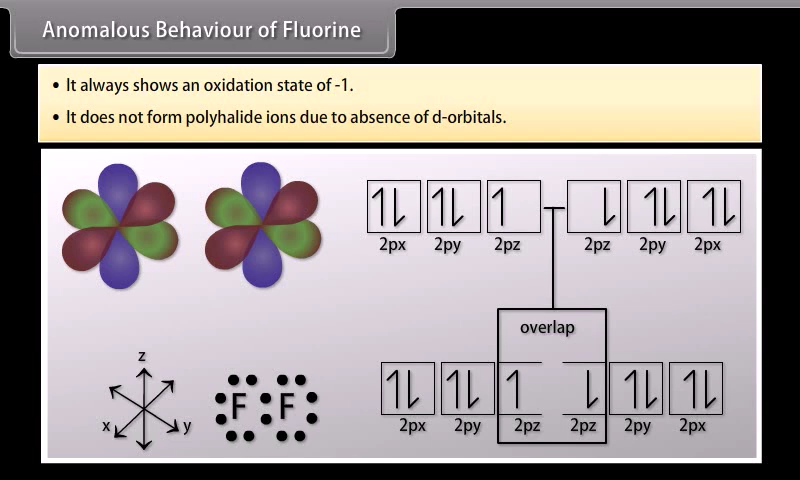 Anomalous Behaviour of Fluorine
• It always shows an oxidation state of -1.
• It does not form polyhalide ions due to absence of d-orbitals.
2px 2py 2pz 2pz 2py 2px
overlap
z
x y
F F
2px 2py 2pz 2pz 2py 2px